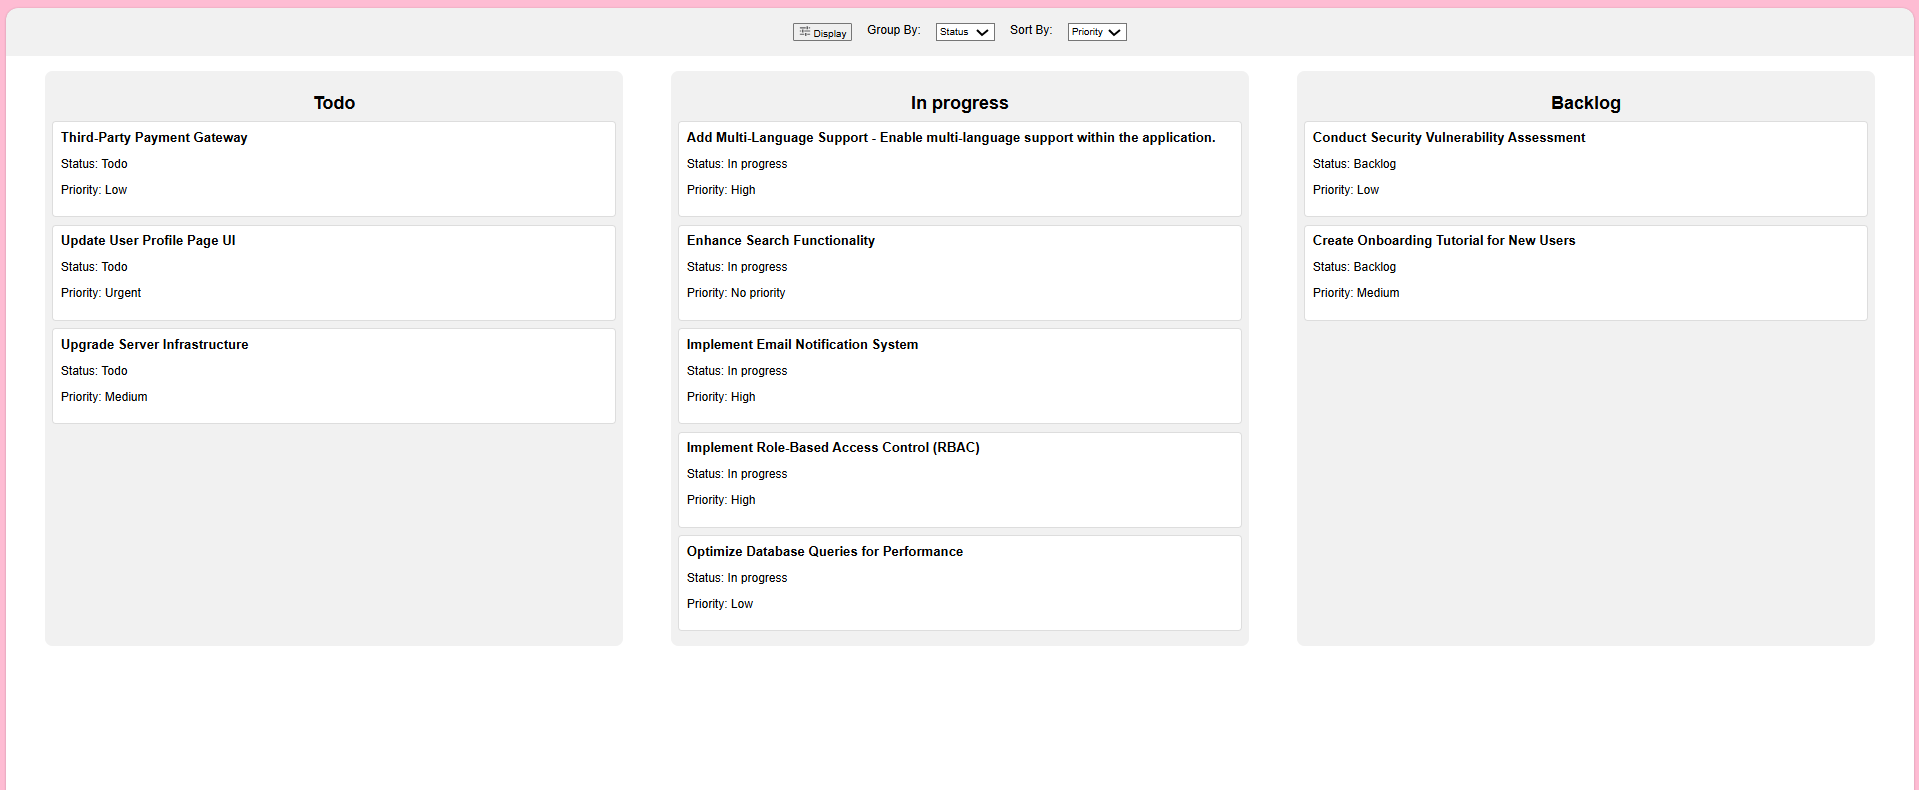 Display Group By: Status Sort By: Priority
Todo
Third-Party Payment Gateway
Status: Todo
Priority: Low
Update User Profile Page UI
Status: Todo
Priority: Urgent
Upgrade Server Infrastructure
Status: Todo
Priority: Medium
In progress
Add Multi-Language Support - Enable multi-language support within the application.
Status: In progress
Priority: High
Enhance Search Functionality
Status: In progress
Priority: No priority
Implement Email Notification System
Status: In progress
Priority: High
Implement Role-Based Access Control (RBAC)
Status: In progress
Priority: High
Optimize Database Queries for Performance
Status: In progress
Priority: Low
Backlog
Conduct Security Vulnerability Assessment
Status: Backlog
Priority: Low
Create Onboarding Tutorial for New Users
Status: Backlog
Priority: Medium